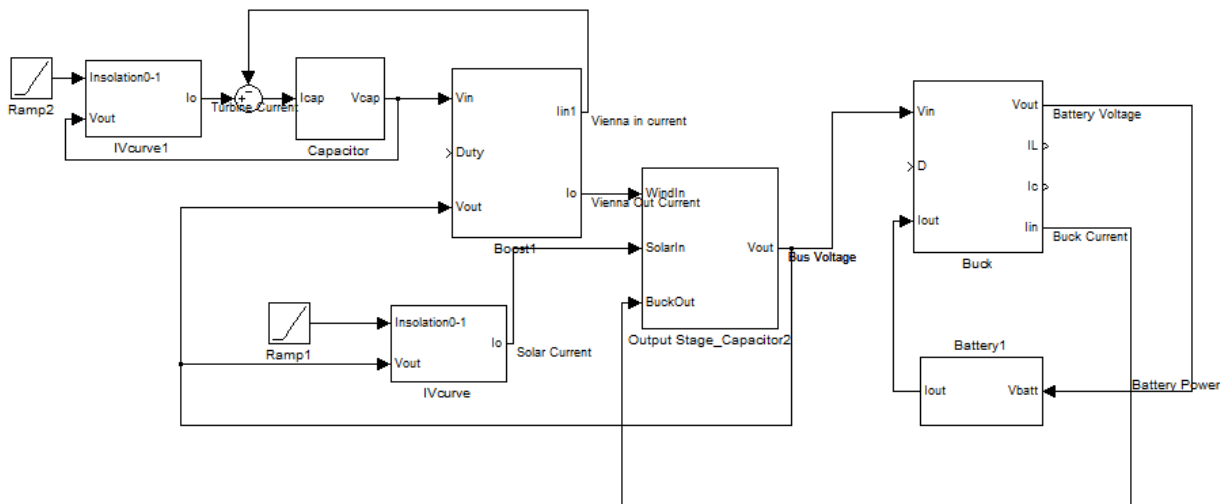 Ramp2
Insolation0-1
Vout
Io
IVcurve1
Turbine Current
+
-
Icap
Vcap
Capacitor
Vin
Duty
Vout
Iin1
Io
Boost1
Vienna in current
Vienna Out Current
WindIn
SolarIn
BuckOut
Vout
Output Stage_Capacitor2
Bus Voltage
Ramp1
Insolation0-1
Vout
Io
IVcurve
Solar Current
Vin
D
Iout
Vout
IL
Ic
Iin
Buck
Battery Voltage
Buck Current
Battery1
Iout
Vbatt
Battery Power